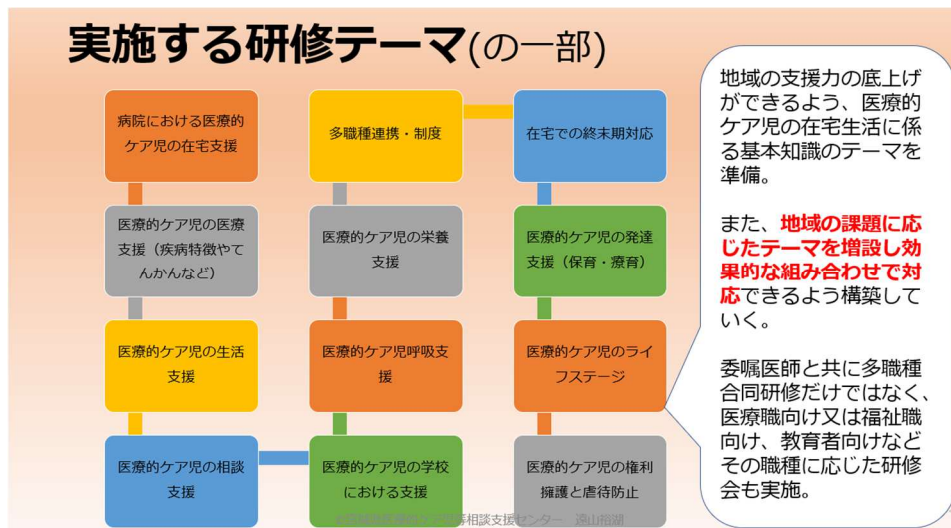 実施する研修テーマ(の一部)
病院における医療的
ケア児の在宅支援
医療的ケア児の医療
支援（疾病特徴やて
んかんなど）
医療的ケア児の生活
支援
医療的ケア児の相談
支援
医療的ケア児の学校
における支援
医療的ケア児呼吸支
援
医療的ケア児の栄養
支援
多職種連携・制度
在宅での終末期対応
医療的ケア児の発達
支援（保育・療育）
医療的ケア児のライ
フステージ
医療的ケア児の権利
擁護と虐待防止
地域の支援力の底上げ
ができるよう、医療的
ケア児の在宅生活に係
る基本知識のテーマを
準備。
また、地域の課題に応
じたテーマを増設し効
果的な組み合わせで対
応できるよう構築して
いく。
委嘱医師と共に多職種
合同研修だけではなく、
医療職向け又は福祉職
向け、教育者向けなど
その職種に応じた研修
会も実施。
ケア児等相談支援センター　遠山裕湖